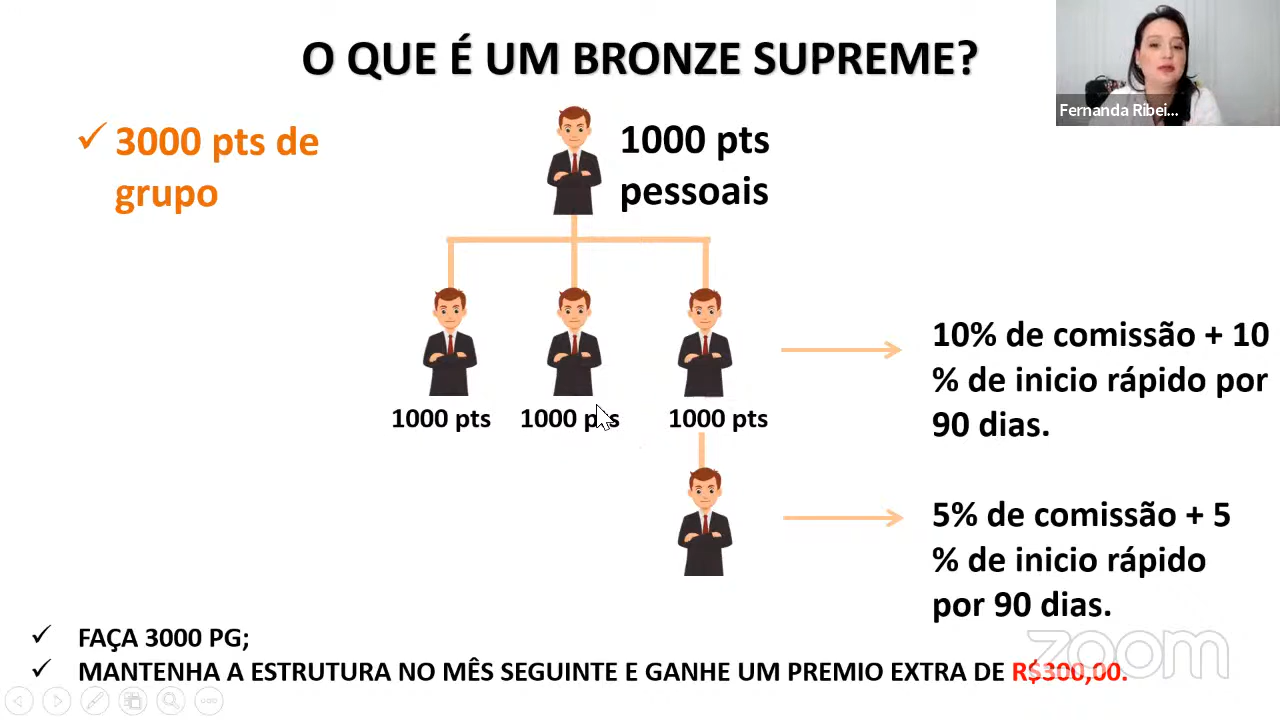 O QUE É UM BRONZE SUPREME?
Fernanda Ribei...
3000 pts de
grupo
1000 pts
pessoais
1000 pts
1000 pts
1000 pts
10% de comissão + 10
% de inicio rápido por
90 dias.
5% de comissão + 5
% de inicio rápido
por 90 dias.
FAÇA 3000 PG;
MANTENHA A ESTRUTURA NO MÊS SEGUINTE E GANHE UM PREMIO EXTRA DE R$300,00.
zoom